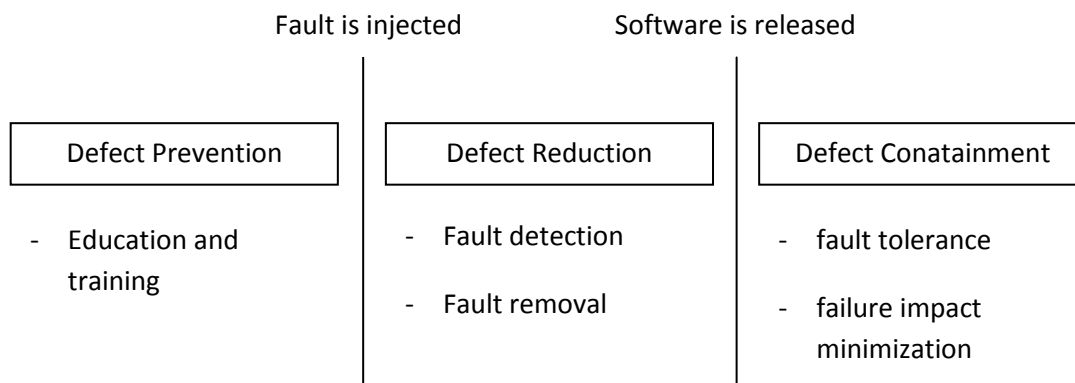 Fault is injected
Software is released
Defect Prevention
Defect Reduction
Defect Conatainment
- Education and
training
- Fault detection
- Fault removal
- fault tolerance
- failure impact
minimization